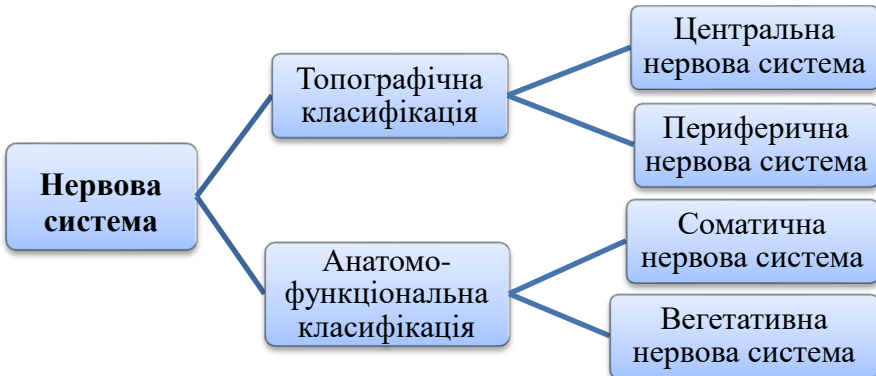 Нервова
система
Топографічна
класифікація
Центральна
нервова система
Периферична
нервова система
Анатомо-
функціональна
класифікація
Соматична
нервова система
Вегетативна
нервова система